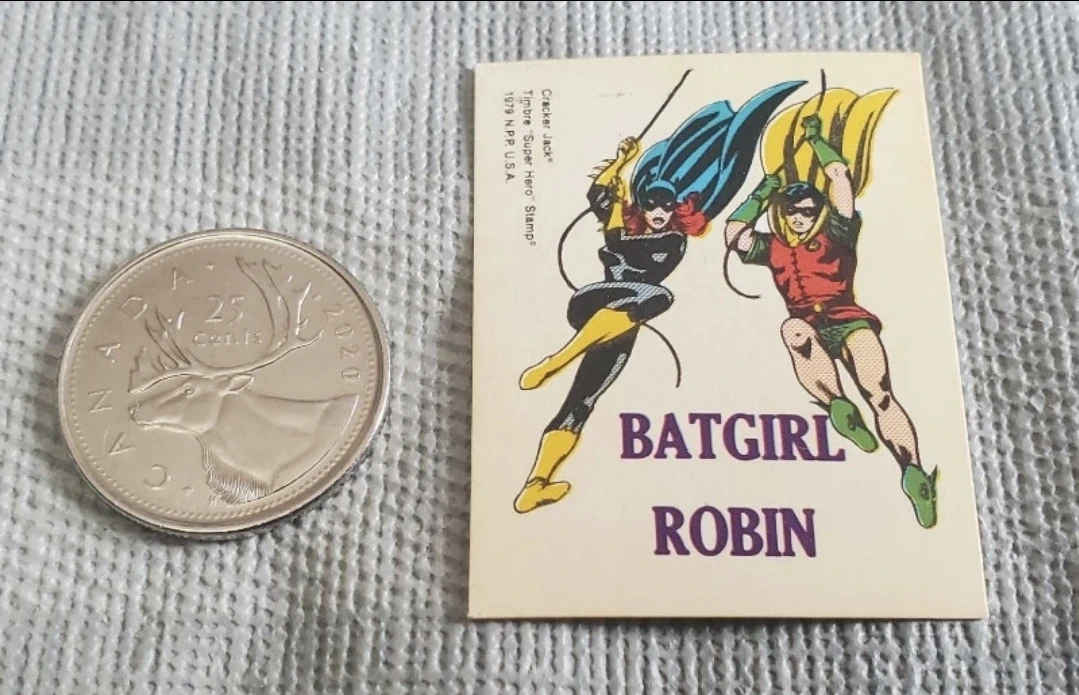 CANADA
25
cents
2020
Cracker Jack®
Timbre "Super Hero" Stamp®
1979 N.P.P. U.S.A.
BATGIRL
ROBIN